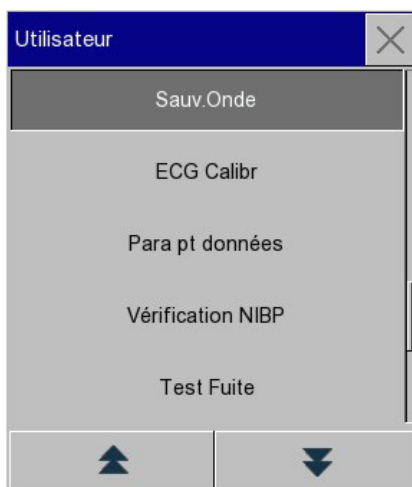 Utilisateur
Sauv.Onde
ECG Calibr
Para pt données
Vérification NIBP
Test Fuite